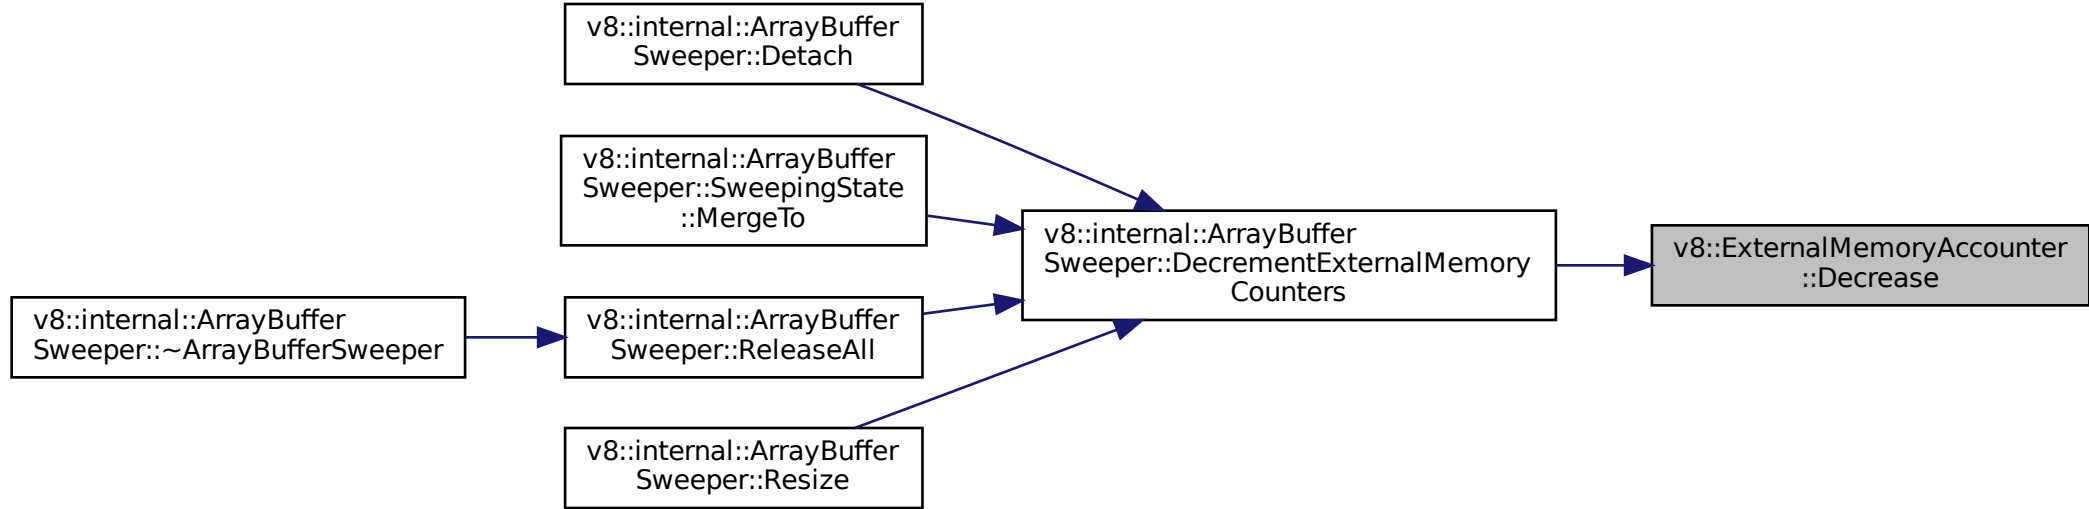 v8::internal::ArrayBuffer
Sweeper::Detach
v8::internal::ArrayBuffer
Sweeper::SweepingState
::MergeTo
v8::internal::ArrayBuffer
Sweeper::DecrementExternalMemory
Counters
v8::ExternalMemoryAccounter
::Decrease
v8::internal::ArrayBuffer
Sweeper::~ArrayBufferSweeper
v8::internal::ArrayBuffer
Sweeper::ReleaseAll
v8::internal::ArrayBuffer
Sweeper::Resize